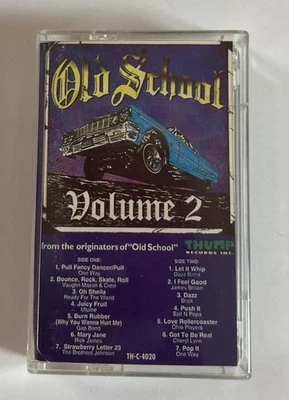 Old School
Volume 2
from the originators of "Old School"
THUMP
RECORDS INC.
SIDE ONE:
1. Pull Fancy Dancer/Pull
One Way
2. Bounce, Rock, Skate, Roll
Vaughn Mason & Crew
3. Oh Sheila
Ready For The World
4. Juicy Fruit
Mtume
5. Burn Rubber
(Why You Wanna Hurt Me)
Gap Band
6. Mary Jane
Rick James
7. Strawberry Letter 23
The Brothers Johnson
SIDE TWO:
1. Let it Whip
Dazz Band
2. I Feel Good
James Brown
3. Dazz
Brick
4. Push It
Salt N Pepa
5. Love Rollercoaster
Ohio Players
6. Got To Be Real
Cheryl Lynn
7. Pop It
One Way
TH-C-4020